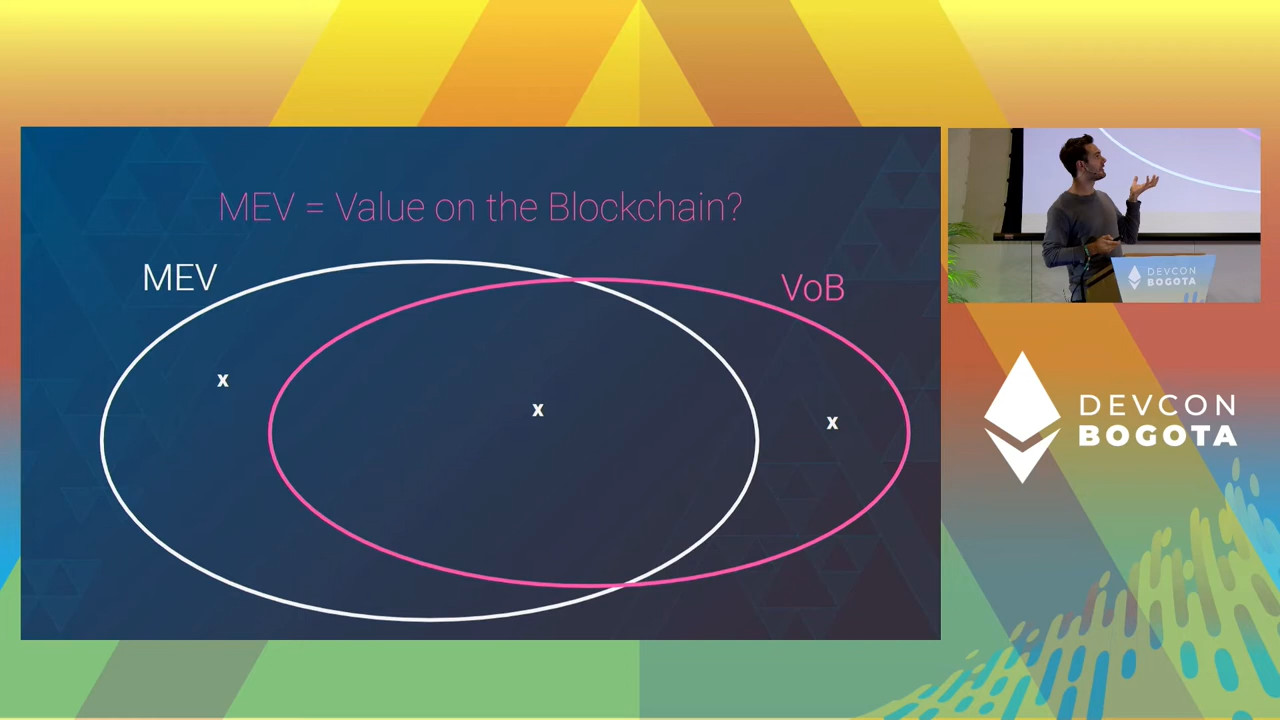 MEV = Value on the Blockchain?
MEV
VoB
x
x
x
DEVCON
BOGOTA
DEVCON
BOGOTA